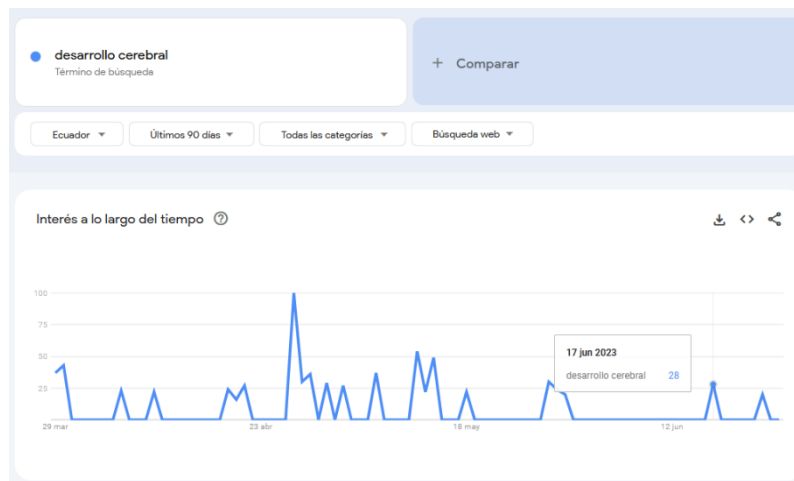 desarrollo cerebral
Término de búsqueda
+ Comparar
Ecuador
Últimos 90 días
Todas las categorías
Búsqueda web
Interés a lo largo del tiempo
100
75
50
25
17 jun 2023
desarrollo cerebral 28
29 mar
23 abr
18 may
12 jun